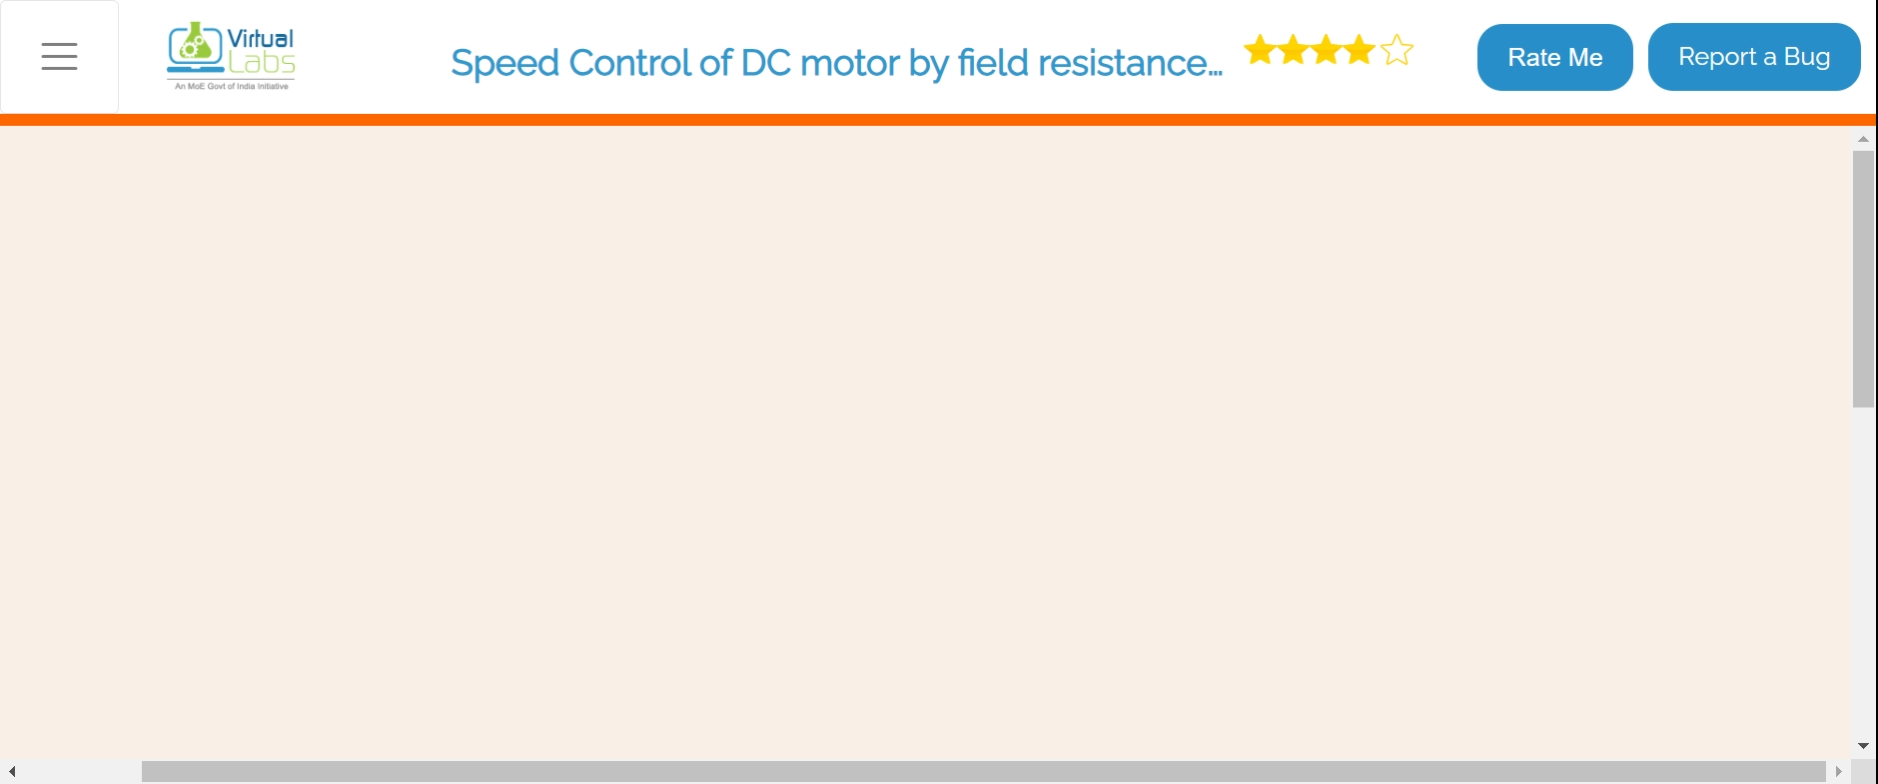 Virtual
Labs
An MoE Govt of India Initiative
Speed Control of DC motor by field resistance...
Rate Me
Report a Bug